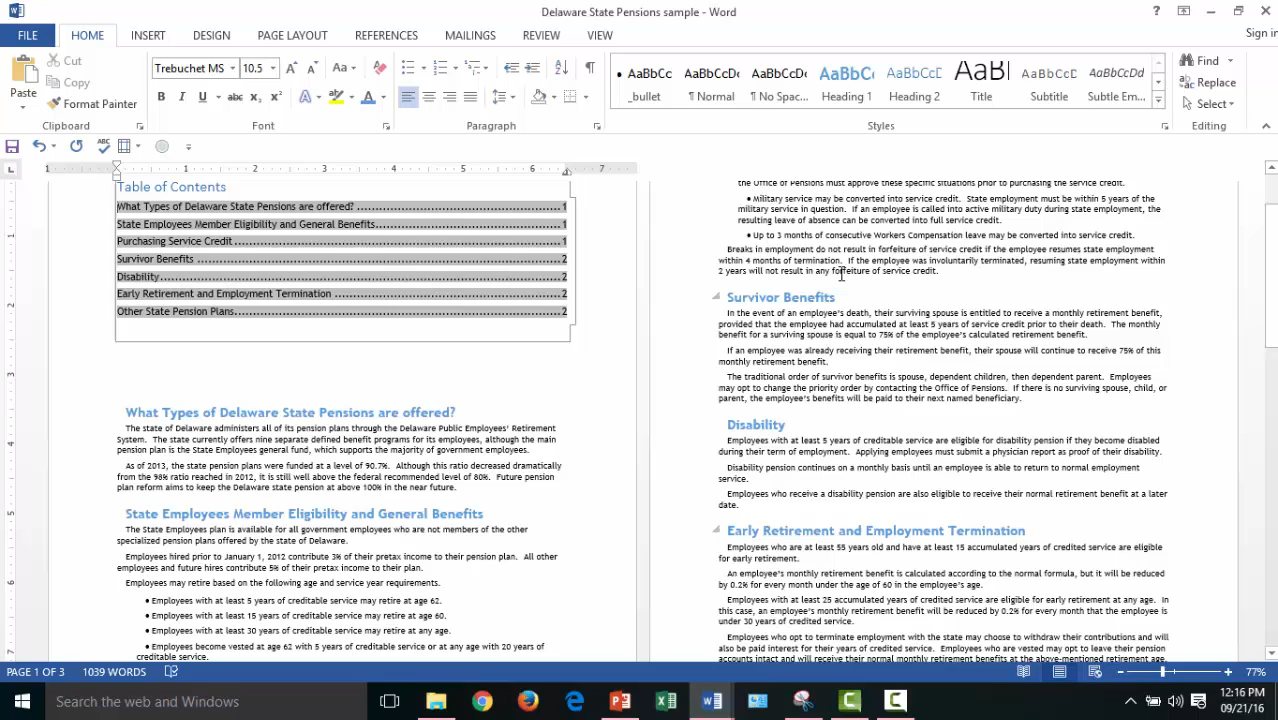 Delaware State Pensions sample - Word
Sign in
FILE HOME INSERT DESIGN PAGE LAYOUT REFERENCES MAILINGS REVIEW VIEW
Paste
Cut
Copy
Format Painter
Clipboard
Trebuchet MS 10.5
Font
Paragraph
AaBbCc AaBbCc AaBbCc AaBbCc AaBbCc AaB AaBbCc AaBbCcDd
_bullet ¶ Normal ¶ No Spac... Heading 1 Heading 2 Title Subtitle Subtle Em...
Styles
Find
Replace
Select
Editing
Table of Contents
What Types of Delaware State Pensions are offered? 1
State Employees Member Eligibility and General Benefits 1
Purchasing Service Credit 1
Survivor Benefits 2
Disability 2
Early Retirement and Employment Termination 2
Other State Pension Plans 2
What Types of Delaware State Pensions are offered?
The state of Delaware administers all of its pension plans through the Delaware Public Employees' Retirement
System. The state currently offers nine separate defined benefit programs for its employees, although the main
pension plan is the State Employees general fund, which supports the majority of government employees.
As of 2013, the state pension plans were funded at a level of 90.7%. Although this ratio decreased dramatically
from the 98% ratio reached in 2012, it is still well above the federal recommended level of 80%. Future pension
plan reform aims to keep the Delaware state pension at above 100% in the near future.
State Employees Member Eligibility and General Benefits
The State Employees plan is available for all government employees who are not members of the other
specialized pension plans offered by the state of Delaware.
Employees hired prior to January 1, 2012 contribute 3% of their pretax income to their pension plan. All other
employees and future hires contribute 5% of their pretax income to their pension plan.
Employees may retire based on the following age and service year requirements.
• Employees with at least 5 years of creditable service may retire at age 62.
• Employees with at least 15 years of creditable service may retire at age 60.
• Employees with at least 30 years of creditable service may retire at any age.
• Employees become vested at age 62 with 5 years of creditable service or at any age with 20 years of
creditable service.
the Office of Pensions must approve these specific situations prior to purchasing the service credit.
• Military service may be converted into service credit. State employment must be within 5 years of the
military service in question. If an employee is called into active military duty during state employment, the
resulting leave of absence can be converted into full service credit.
• Up to 3 months of consecutive Workers Compensation leave may be converted into service credit.
Breaks in employment do not result in forfeiture of service credit if the employee resumes state employment
within 4 months of termination. If the employee was involuntarily terminated, resuming state employment within
2 years will not result in any forfeiture of service credit.
Survivor Benefits
In the event of an employee's death, their surviving spouse is entitled to receive a monthly retirement benefit,
provided that the employee had accumulated at least 5 years of service credit prior to their death. The monthly
benefit for a surviving spouse is equal to 75% of the employee's calculated retirement benefit.
If an employee was already receiving their retirement benefit, their spouse will continue to receive 75% of this
monthly retirement benefit.
The traditional order of survivor benefits is spouse, dependent children, then dependent parent. Employees
may opt to change the priority order by contacting the Office of Pensions. If there is no surviving spouse, child, or
parent, the employee's benefits will be paid to their next named beneficiary.
Disability
Employees with at least 5 years of creditable service are eligible for disability pension if they become disabled
during their term of employment. Applying employees must submit a physician report as proof of their disability.
Disability pension continues on a monthly basis until an employee is able to return to normal employment
service.
Employees who receive a disability pension are also eligible to receive their normal retirement benefit at a later
date.
Early Retirement and Employment Termination
Employees who are at least 55 years old and have at least 15 accumulated years of credited service are eligible
for early retirement.
An employee's monthly retirement benefit is calculated according to the normal formula, but it will be reduced
by 0.2% for every month under the age of 60 in the employee's age.
Employees with at least 25 accumulated years of credited service are eligible for early retirement at any age. In
this case, an employee's monthly retirement benefit will be reduced by 0.2% for every month that the employee is
under 30 years of credited service.
Employees who opt to terminate employment with the state may choose to withdraw their contributions and will
also be paid interest for their years of credited service. Employees who are vested may opt to leave their pension
accounts intact and will receive their normal monthly retirement benefits at the above-mentioned retirement age.
PAGE 1 OF 3 1039 WORDS 77%
Search the web and Windows
12:16 PM
09/21/16